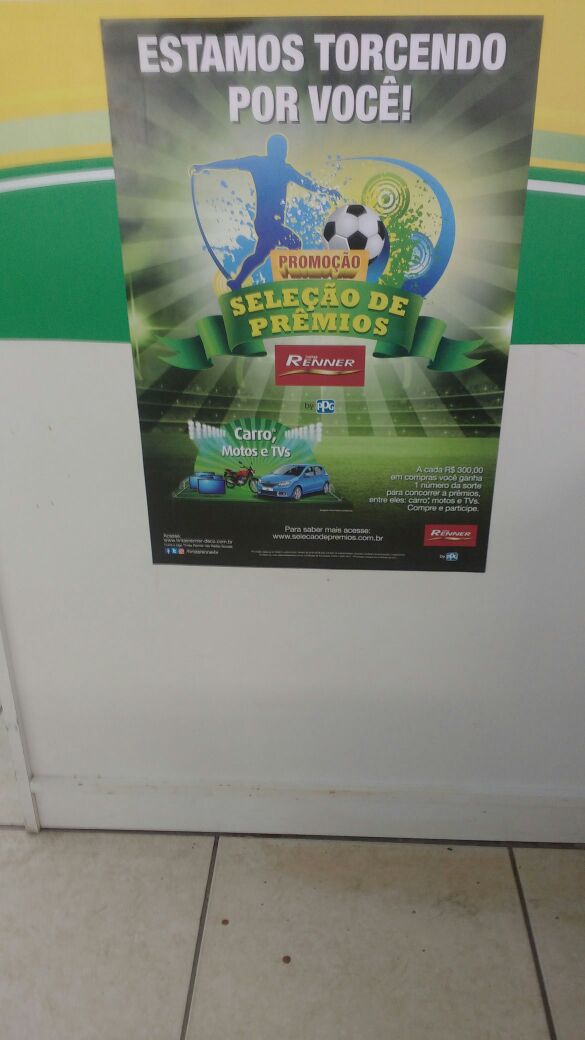 ESTAMOS TORCENDO
POR VOCÊ!
PROMOÇÃO
SELEÇÃO DE
PRÊMIOS
RENNER
by PPG
Carro,
Motos e TVs
A cada R$ 300,00
em compras você ganha
1 número da sorte
para concorrer a prêmios,
entre eles: carro, motos e TVs.
Compre e participe.
Acesse:
Para saber mais acesse:
www.selecaodepremios.com.br
RENNER
by PPG